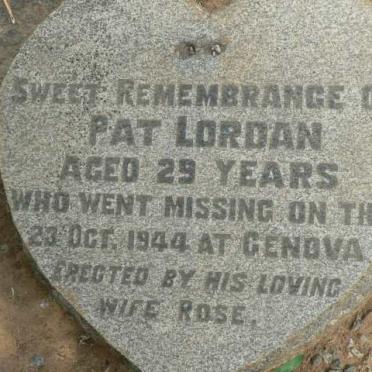 SWEET REMEMBRANCE O
PAT LORDAN
AGED 29 YEARS
WHO WENT MISSING ON TH
23 OCT. 1944 AT GENOVA
ERECTED BY HIS LOVING
WIFE ROSE.